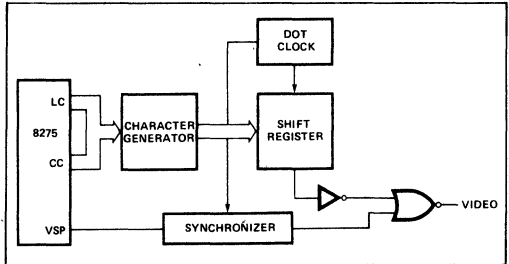 DOT
CLOCK
LC
8275
CC
VSP
CHARACTER
GENERATOR
SHIFT
REGISTER
SYNCHRONIZER
VIDEO